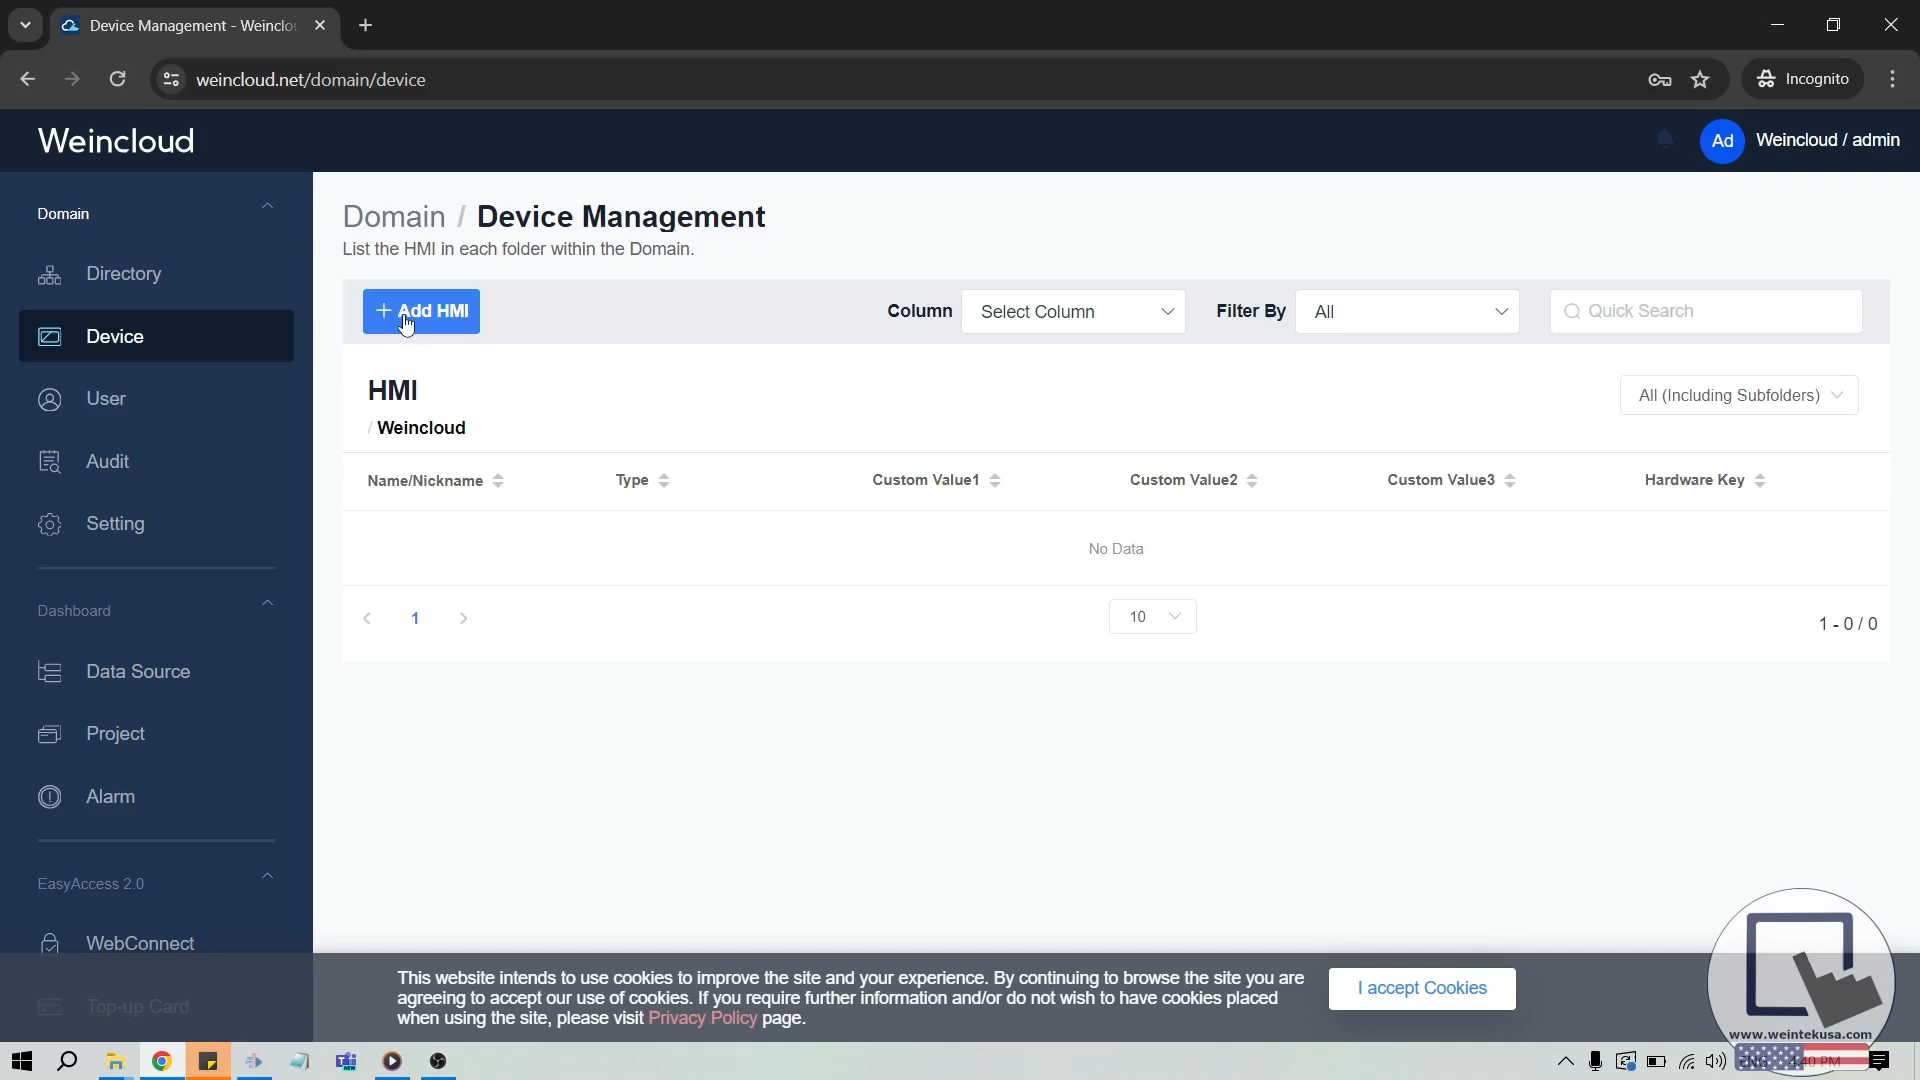 Device Management - Weinclou
weincloud.net/domain/device
Incognito
Weincloud
Ad
Weincloud / admin
Domain
Directory
Device
User
Audit
Setting
Dashboard
Data Source
Project
Alarm
EasyAccess 2.0
WebConnect
Top-up Card
Domain / Device Management
List the HMI in each folder within the Domain.
+ Add HMI
Column
Select Column
Filter By
All
Quick Search
HMI
/ Weincloud
All (Including Subfolders)
Name/Nickname
Type
Custom Value1
Custom Value2
Custom Value3
Hardware Key
No Data
1
10
1 - 0 / 0
This website intends to use cookies to improve the site and your experience. By continuing to browse the site you are
agreeing to accept our use of cookies. If you require further information and/or do not wish to have cookies placed
when using the site, please visit Privacy Policy page.
I accept Cookies
www.weintekusa.com
NEW
:40 PM